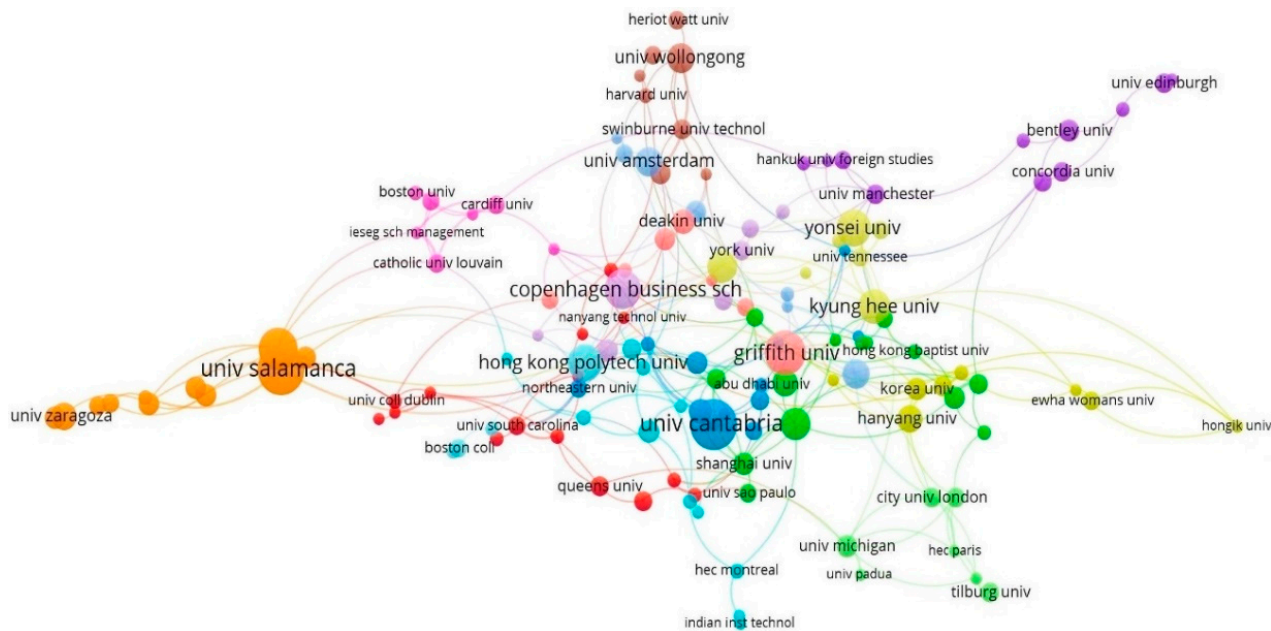 heriot watt univ
univ wollongong
univ edinburgh
harvard univ
swinburne univ technol
bentley univ
univ amsterdam
hankuk univ foreign studies
concordia univ
boston univ
cardiff univ
univ manchester
deakin univ
yonsei univ
ieseg sch management
york univ
univ tennessee
catholic univ louvain
copenhagen business sch
kyung hee univ
nanyang technol univ
griffith univ
hong kong baptist univ
univ salamanca
hong kong polytech univ
northeastern univ
abu dhabi univ
korea univ
univ coll dublin
ewha womans univ
univ zaragoza
univ south carolina
univ cantabria
hanyang univ
hongik univ
boston coll
shanghai univ
queens univ
univ sao paulo
city univ london
univ michigan
hec paris
hec montreal
univ padua
tilburg univ
indian inst technol